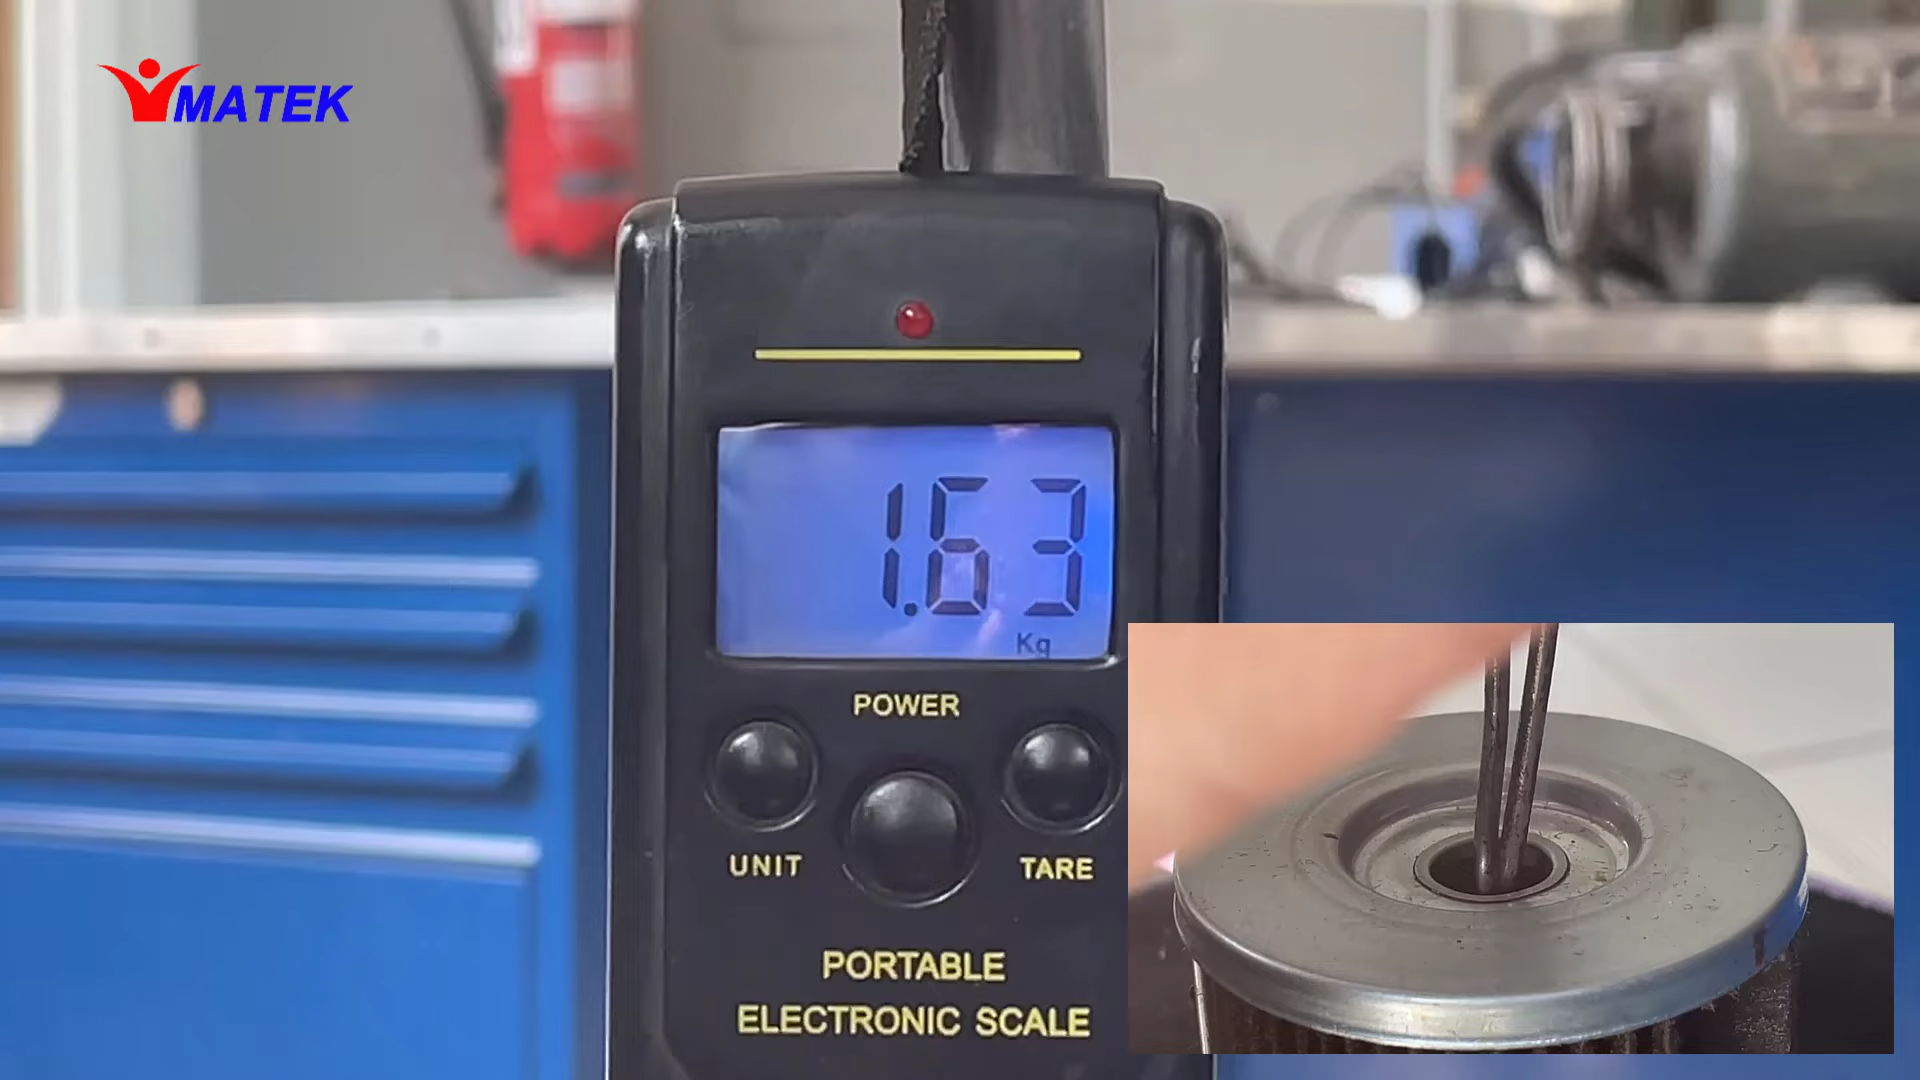 MATEK
1.63
Kg
POWER
UNIT
TARE
PORTABLE
ELECTRONIC SCALE